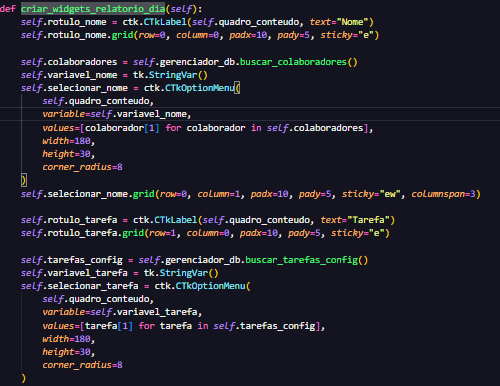 def criar_widgets_relatorio_dia(self):
    self.rotulo_nome = ctk.CTkLabel(self.quadro_conteudo, text="Nome")
    self.rotulo_nome.grid(row=0, column=0, padx=10, pady=5, sticky="e")

    self.colaboradores = self.gerenciador_db.buscar_colaboradores()
    self.variavel_nome = tk.StringVar()
    self.selecionar_nome = ctk.CTkOptionMenu(
        self.quadro_conteudo,
        variable=self.variavel_nome,
        values=[colaborador[1] for colaborador in self.colaboradores],
        width=180,
        height=30,
        corner_radius=8
    )
    self.selecionar_nome.grid(row=0, column=1, padx=10, pady=5, sticky="ew", columnspan=3)

    self.rotulo_tarefa = ctk.CTkLabel(self.quadro_conteudo, text="Tarefa")
    self.rotulo_tarefa.grid(row=1, column=0, padx=10, pady=5, sticky="e")

    self.tarefas_config = self.gerenciador_db.buscar_tarefas_config()
    self.variavel_tarefa = tk.StringVar()
    self.selecionar_tarefa = ctk.CTkOptionMenu(
        self.quadro_conteudo,
        variable=self.variavel_tarefa,
        values=[tarefa[1] for tarefa in self.tarefas_config],
        width=180,
        height=30,
        corner_radius=8
    )